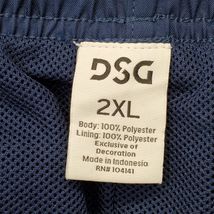 DSG
2XL
Body: 100% Polyester
Lining: 100% Polyester
Exclusive of
Decoration
Made in Indonesia
RN# 104141